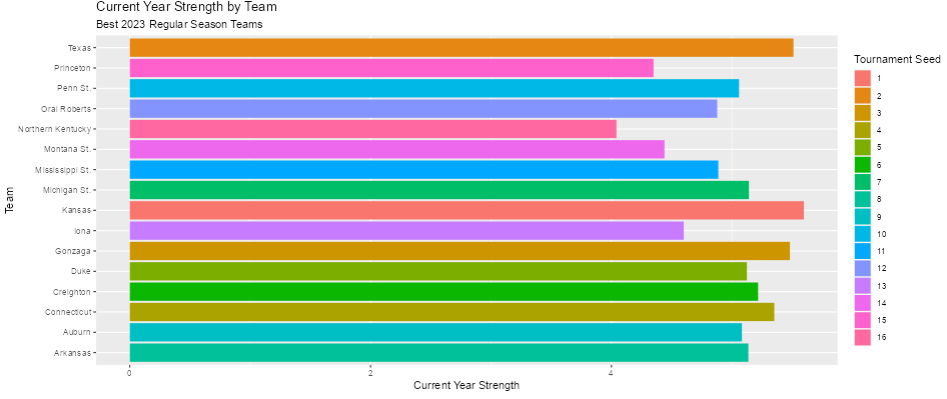 Current Year Strength by Team
Best 2023 Regular Season Teams
Team
Texas
Princeton
Penn St.
Oral Roberts
Northern Kentucky
Montana St.
Mississippi St.
Michigan St.
Kansas
Iona
Gonzaga
Duke
Creighton
Connecticut
Auburn
Arkansas
0 2 4
Current Year Strength
Tournament Seed
1
2
3
4
5
6
7
8
9
10
11
12
13
14
15
16